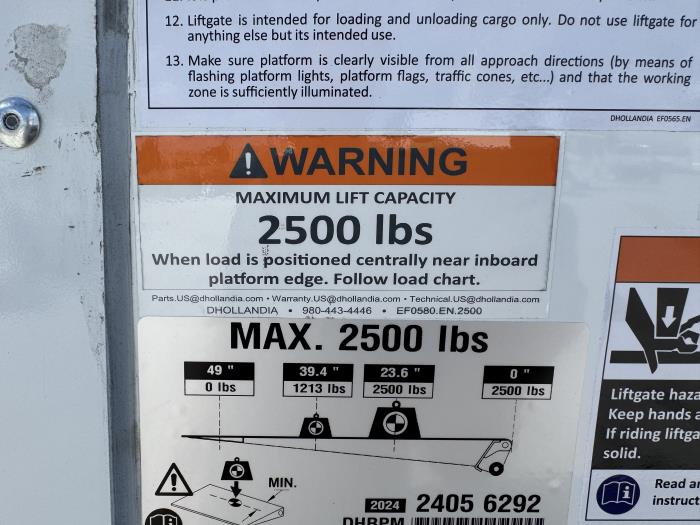 12. Liftgate is intended for loading and unloading cargo only. Do not use liftgate for
anything else but its intended use.
13. Make sure platform is clearly visible from all approach directions (by means of
flashing platform lights, platform flags, traffic cones, etc...) and that the working
zone is sufficiently illuminated.
DHOLLANDIA EF0565.EN
WARNING
MAXIMUM LIFT CAPACITY
2500 lbs
When load is positioned centrally near inboard
platform edge. Follow load chart.
Parts.US@dhollandia.com • Warranty.US@dhollandia.com • Technical.US@dhollandia.com
DHOLLANDIA • 980-443-4446 • EF0580.EN.2500
MAX. 2500 lbs
49 " 39.4 " 23.6 " 0 "
0 lbs 1213 lbs 2500 lbs 2500 lbs
MIN.
2024 2405 6292
DHRPM
Liftgate
Keep hands
If riding
solid.
Read